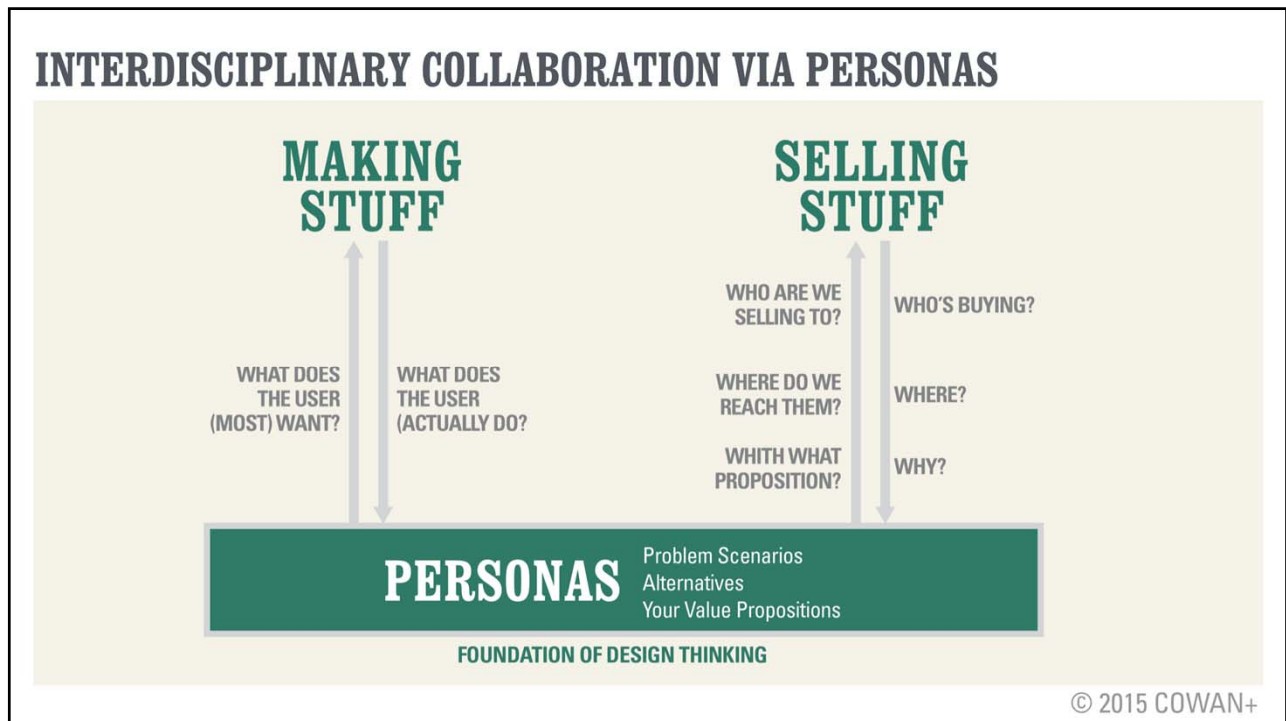 INTERDISCIPLINARY COLLABORATION VIA PERSONAS
MAKING
STUFF
SELLING
STUFF
WHAT DOES
THE USER
(MOST) WANT?
WHAT DOES
THE USER
(ACTUALLY DO?
WHO ARE WE
SELLING TO?
WHO'S BUYING?
WHERE DO WE
REACH THEM?
WHERE?
WHITH WHAT
PROPOSITION?
WHY?
PERSONAS
Problem Scenarios
Alternatives
Your Value Propositions
FOUNDATION OF DESIGN THINKING
© 2015 COWAN+